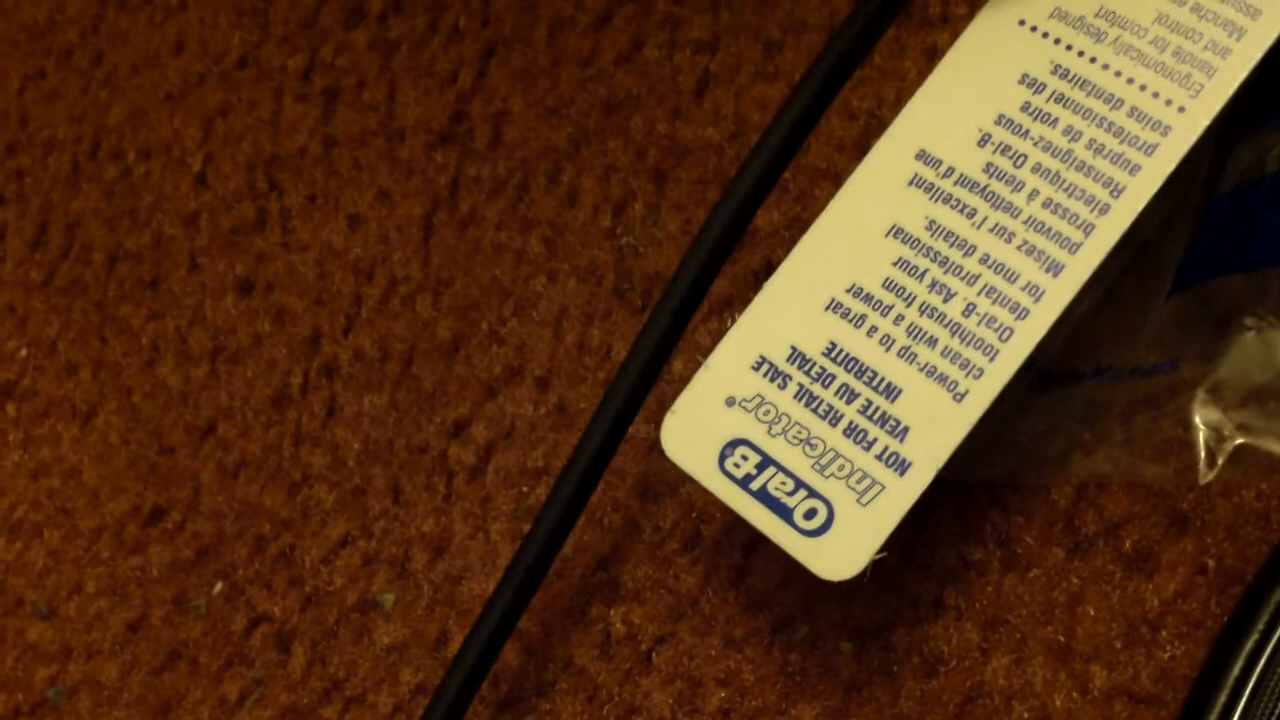 Oral-B
Indicator®
NOT FOR RETAIL SALE
VENTE AU DÉTAIL
INTERDITE
Power-up to a great
clean with a power
toothbrush from
Oral-B. Ask your
dental professional
for more details.
Misez sur l'excellent
pouvoir nettoyant d'une
brosse à dents
électrique Oral-B.
Renseignez-vous
auprès de votre
professionnel des
soins dentaires.
Ergonomically designed
handle for comfort
and control.
Manche